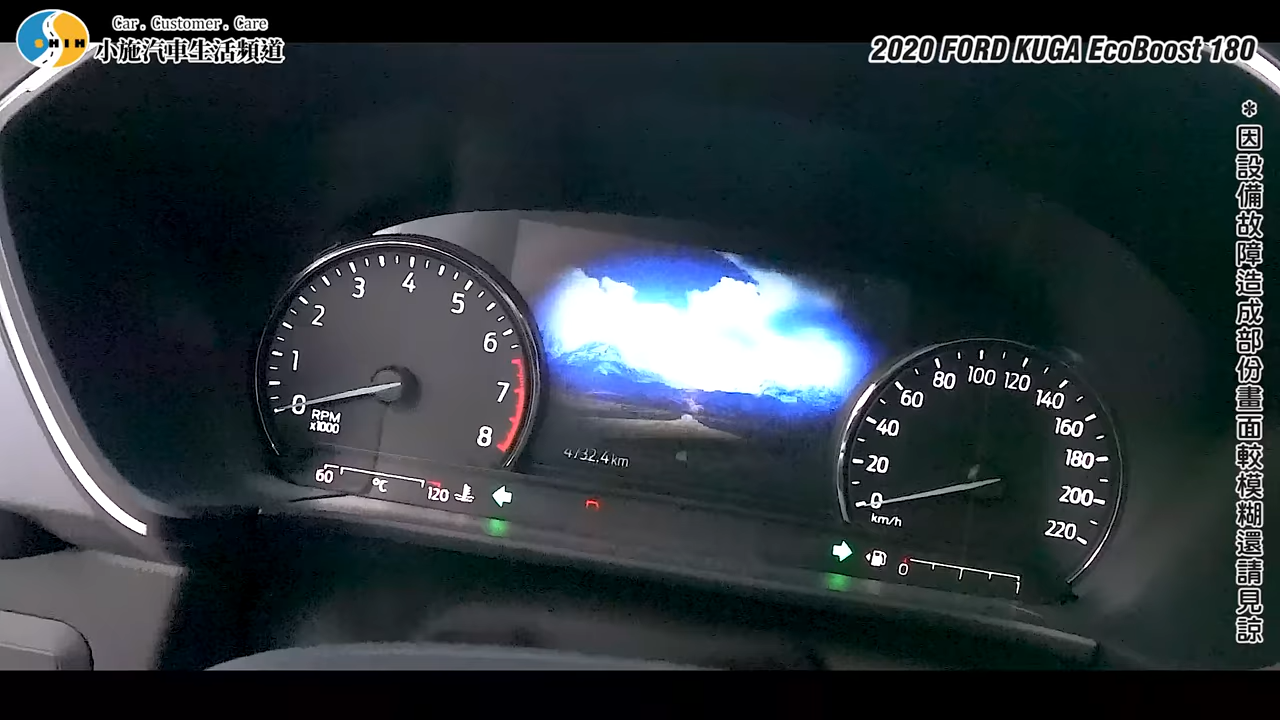 Car. Customer. Care
SHIH
小施汽車生活頻道
2020 FORD KUGA EcoBoost 180
*因設備故障造成部份畫面較模糊還請見諒
0
1
2
3
4
5
6
7
8
RPM
x1000
60
°C
120
4732.4 km
0
20
40
60
80
100
120
140
160
180
200
220
km/h
0
1